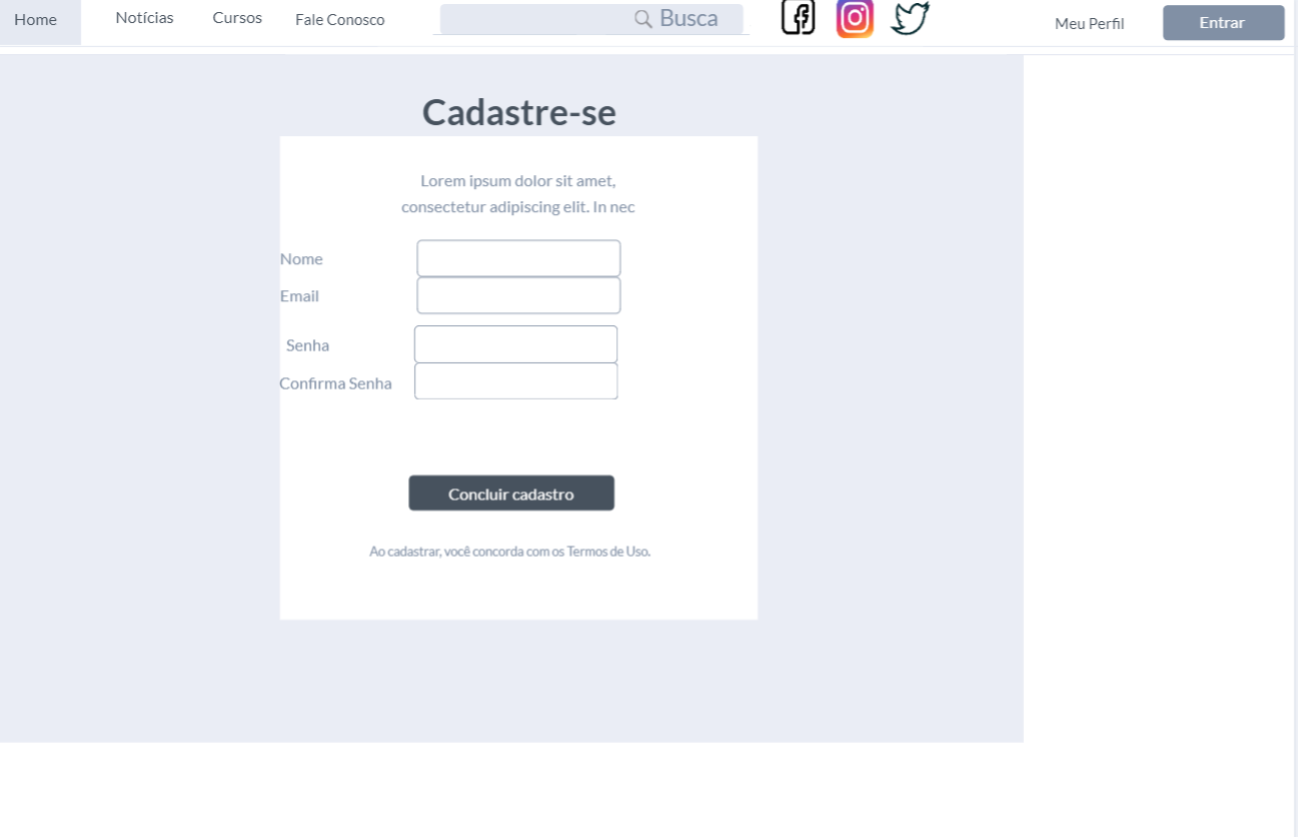 Home Notícias Cursos Fale Conosco Busca Meu Perfil Entrar
Cadastre-se
Lorem ipsum dolor sit amet,
consectetur adipiscing elit. In nec
Nome
Email
Senha
Confirma Senha
Concluir cadastro
Ao cadastrar, você concorda com os Termos de Uso.